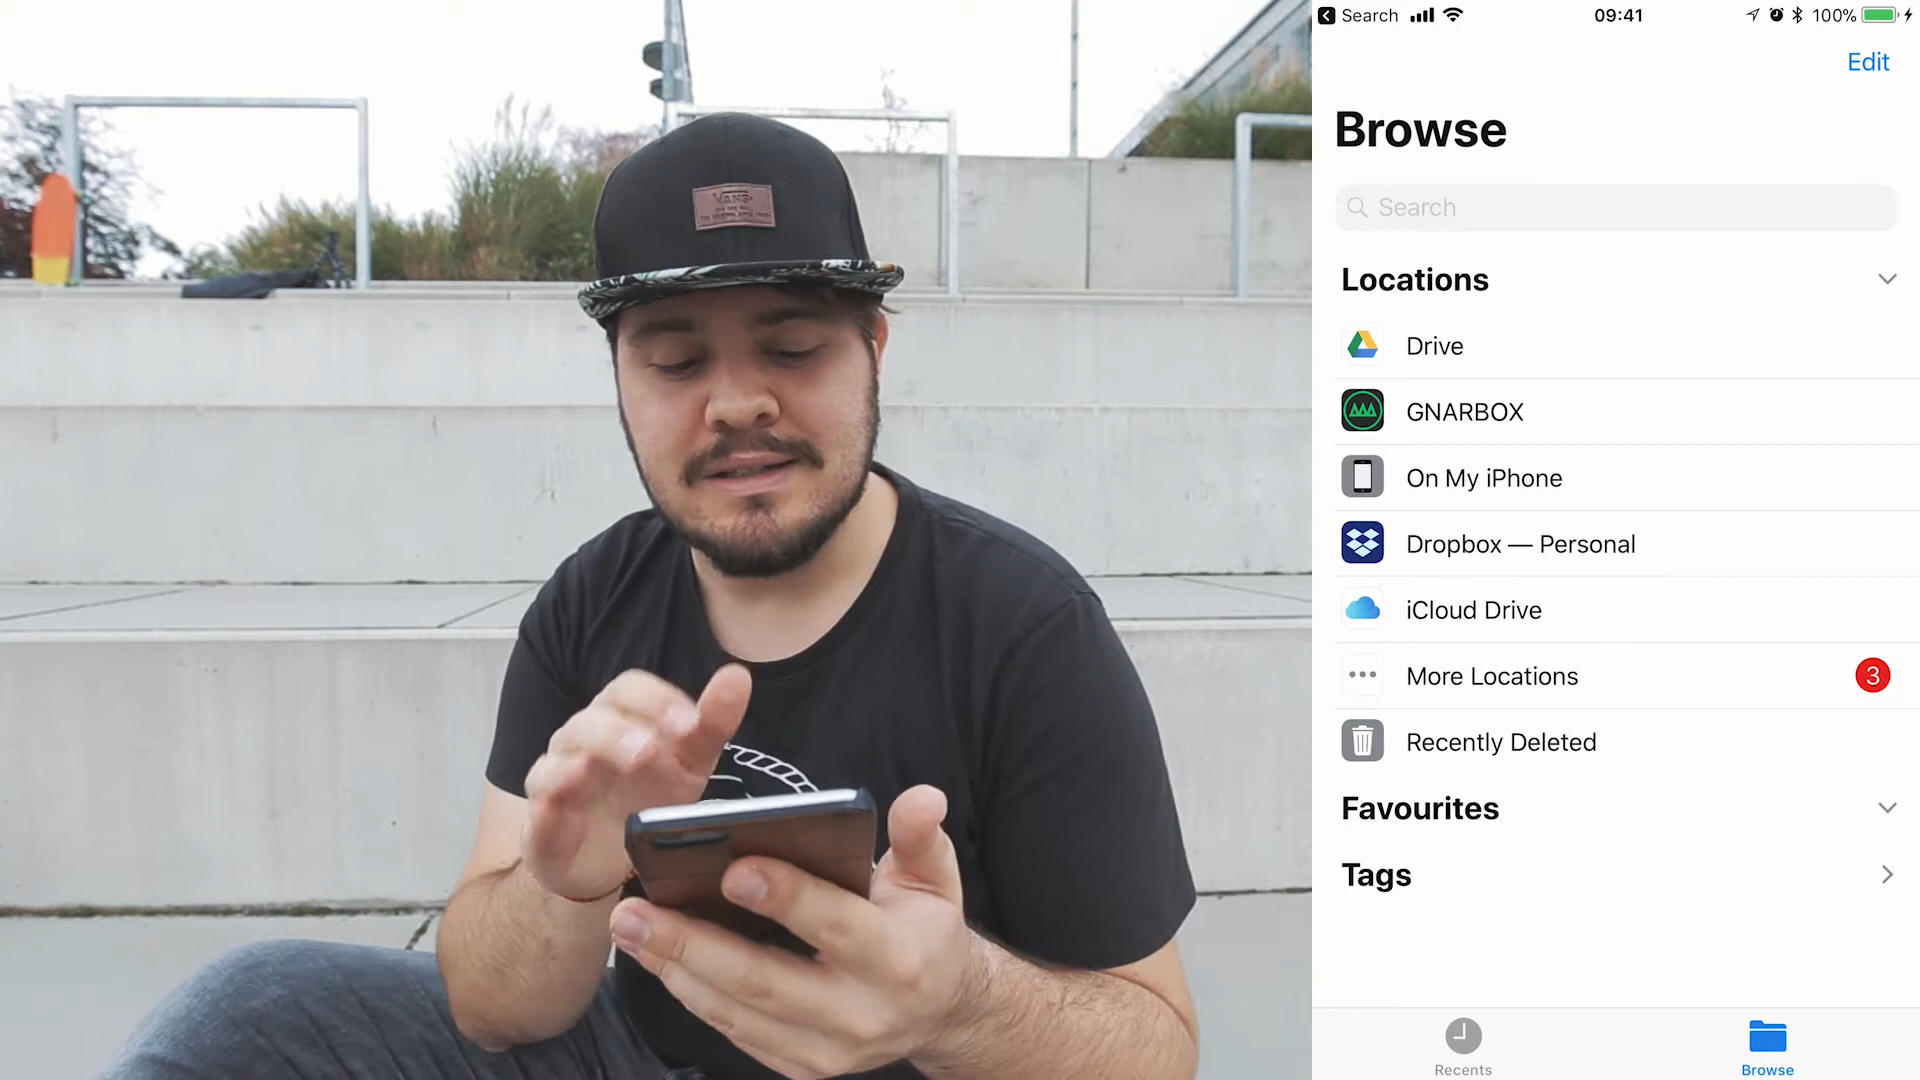 VANS
Search
09:41
100%
Edit
Browse
Search
Locations
Drive
GNARBOX
On My iPhone
Dropbox — Personal
iCloud Drive
More Locations
3
Recently Deleted
Favourites
Tags
Recents
Browse